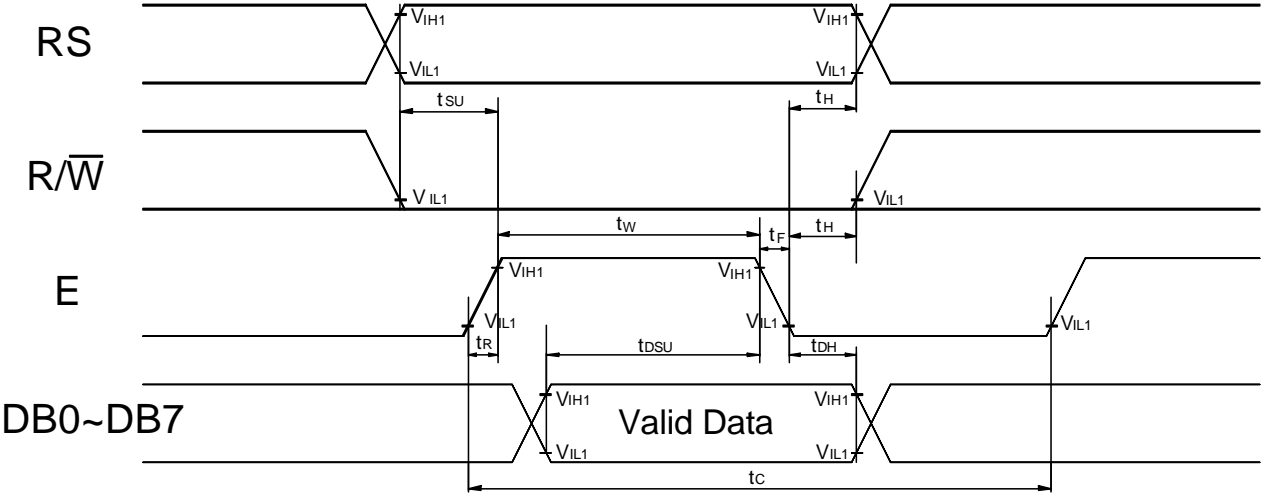 RS
VIH1 VIH1
VIL1 VIL1
tSU tH
R/W̅
VIL1 VIL1
tW tF tH
E
VIH1 VIH1
VIL1 VIL1 VIL1
tR tDSU tDH
DB0~DB7
VIH1 VIH1
Valid Data
VIL1 VIL1
tC